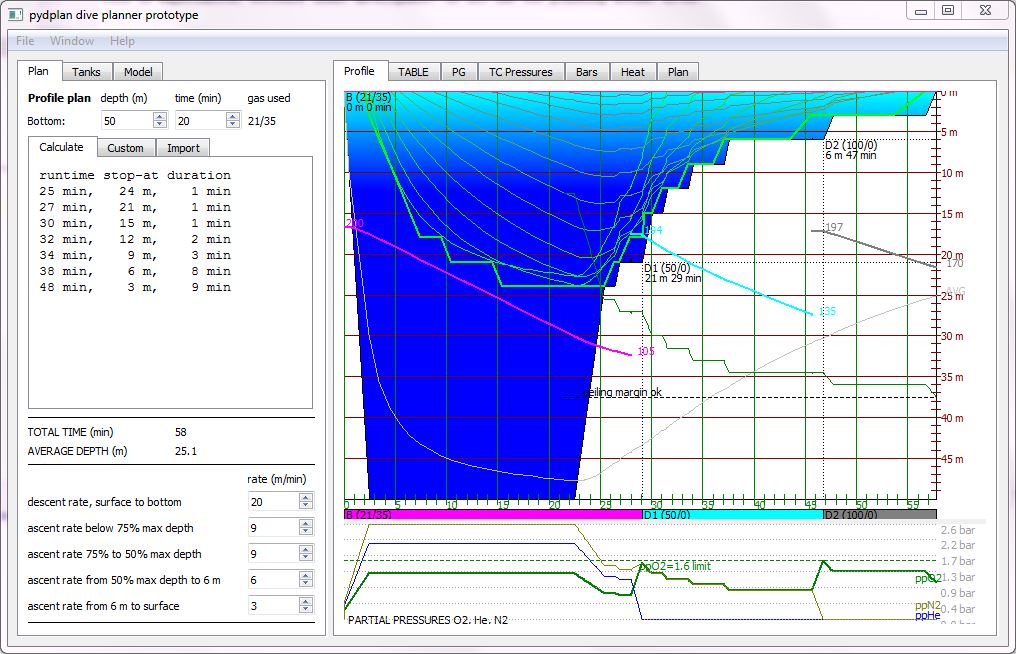 pydplan dive planner prototype
File Window Help
Plan Tanks Model
Profile plan depth (m) time (min) gas used
Bottom: 50 20 21/35
Calculate Custom Import
runtime stop-at duration
25 min, 24 m, 1 min
27 min, 21 m, 1 min
30 min, 15 m, 1 min
32 min, 12 m, 2 min
34 min, 9 m, 3 min
38 min, 6 m, 8 min
48 min, 3 m, 9 min
TOTAL TIME (min) 58
AVERAGE DEPTH (m) 25.1
rate (m/min)
descent rate, surface to bottom 20
ascent rate below 75% max depth 9
ascent rate 75% to 50% max depth 9
ascent rate from 50% max depth to 6 m 6
ascent rate from 6 m to surface 3
Profile TABLE PG TC Pressures Bars Heat Plan
B (21/35)
0 m 0 min
0 m
5 m
D2 (100/0)
6 m 47 min
10 m
15 m
200
184
197
20 m
D1 (50/0)
21 m 29 min
170
AVG
25 m
135
30 m
105
35 m
ceiling margin ok
40 m
45 m
0 5 10 15 20 25 30 35 40 45 50 55 59
B (21/35) D1 (50/0) D2 (100/0)
2.6 bar
2.2 bar
1.7 bar
ppO2=1.6 limit
1.3 bar
ppO2
0.9 bar
ppN2
0.4 bar
ppHe
0.0 bar
PARTIAL PRESSURES O2, He, N2